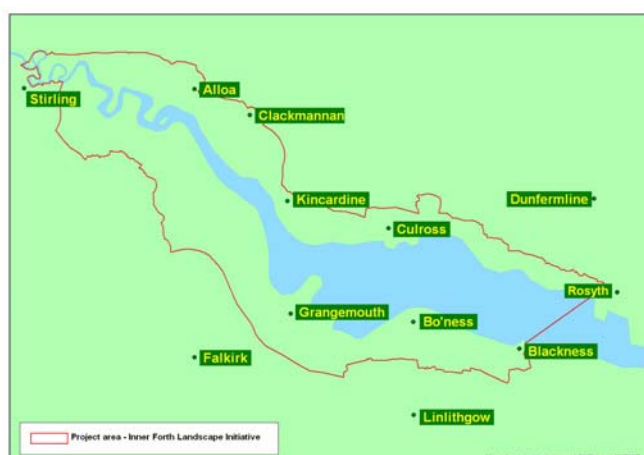 Stirling
Alloa
Clackmannan
Kincardine
Dunfermline
Culross
Rosyth
Grangemouth
Bo'ness
Blackness
Falkirk
Linlithgow
Project area - Inner Forth Landscape Initiative